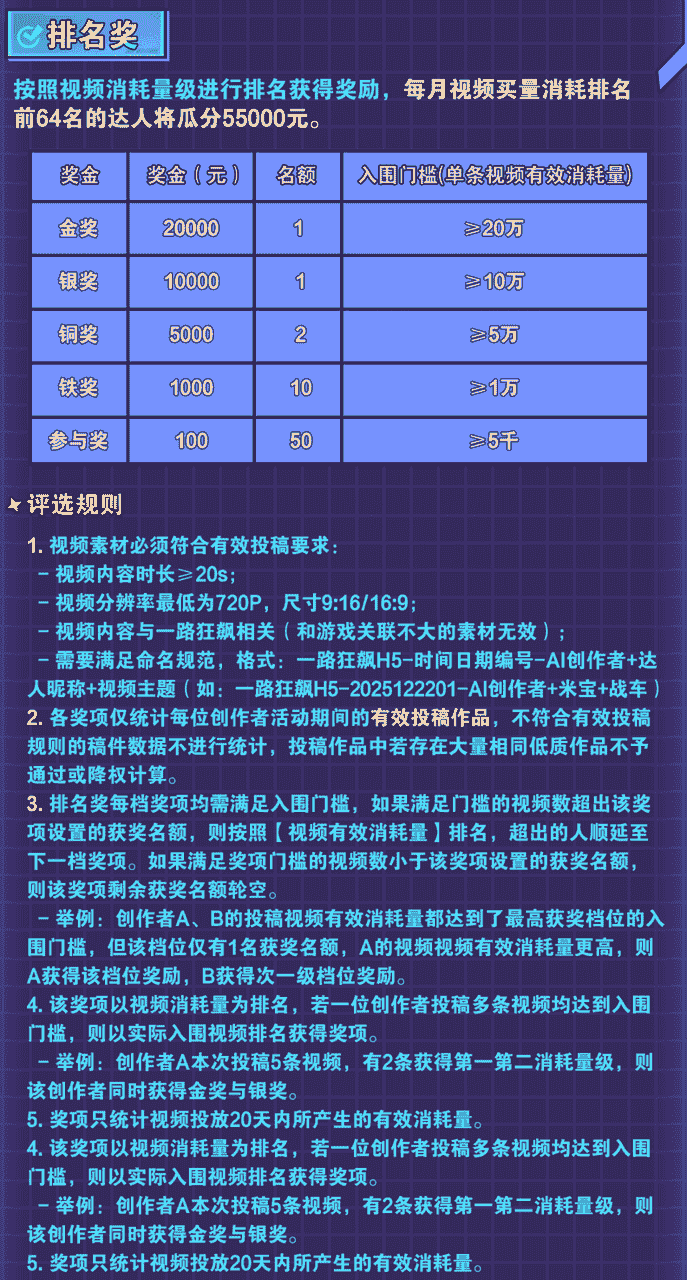 排名奖
按照视频消耗量级进行排名获得奖励，每月视频买量消耗排名
前64名的达人将瓜分55000元。
奖金 奖金（元） 名额 入围门槛(单条视频有效消耗量)
金奖 20000 1 ≥20万
银奖 10000 1 ≥10万
铜奖 5000 2 ≥5万
铁奖 1000 10 ≥1万
参与奖 100 50 ≥5千
评选规则
1. 视频素材必须符合有效投稿要求：
- 视频内容时长≥20s；
- 视频分辨率最低为720P，尺寸9:16/16:9；
- 视频内容与一路狂飙相关（和游戏关联不大的素材无效）；
- 需要满足命名规范，格式：一路狂飙H5-时间日期编号-AI创作者+达
人昵称+视频主题（如：一路狂飙H5-2025122201-AI创作者+米宝+战车）
2. 各奖项仅统计每位创作者活动期间的有效投稿作品，不符合有效投稿
规则的稿件数据不进行统计，投稿作品中若存在大量相同低质作品不予
通过或降权计算。
3. 排名奖每档奖项均需满足入围门槛，如果满足门槛的视频数超出该奖
项设置的获奖名额，则按照【视频有效消耗量】排名，超出的人顺延至
下一档奖项。如果满足奖项门槛的视频数小于该奖项设置的获奖名额，
则该奖项剩余获奖名额轮空。
- 举例：创作者A、B的投稿视频有效消耗量都达到了最高获奖档位的入
围门槛，但该档位仅有1名获奖名额，A的视频视频有效消耗量更高，则
A获得该档位奖励，B获得次一级档位奖励。
4. 该奖项以视频消耗量为排名，若一位创作者投稿多条视频均达到入围
门槛，则以实际入围视频排名获得奖项。
- 举例：创作者A本次投稿5条视频，有2条获得第一第二消耗量级，则
该创作者同时获得金奖与银奖。
5. 奖项只统计视频投放20天内所产生的有效消耗量。
4. 该奖项以视频消耗量为排名，若一位创作者投稿多条视频均达到入围
门槛，则以实际入围视频排名获得奖项。
- 举例：创作者A本次投稿5条视频，有2条获得第一第二消耗量级，则
该创作者同时获得金奖与银奖。
5. 奖项只统计视频投放20天内所产生的有效消耗量。